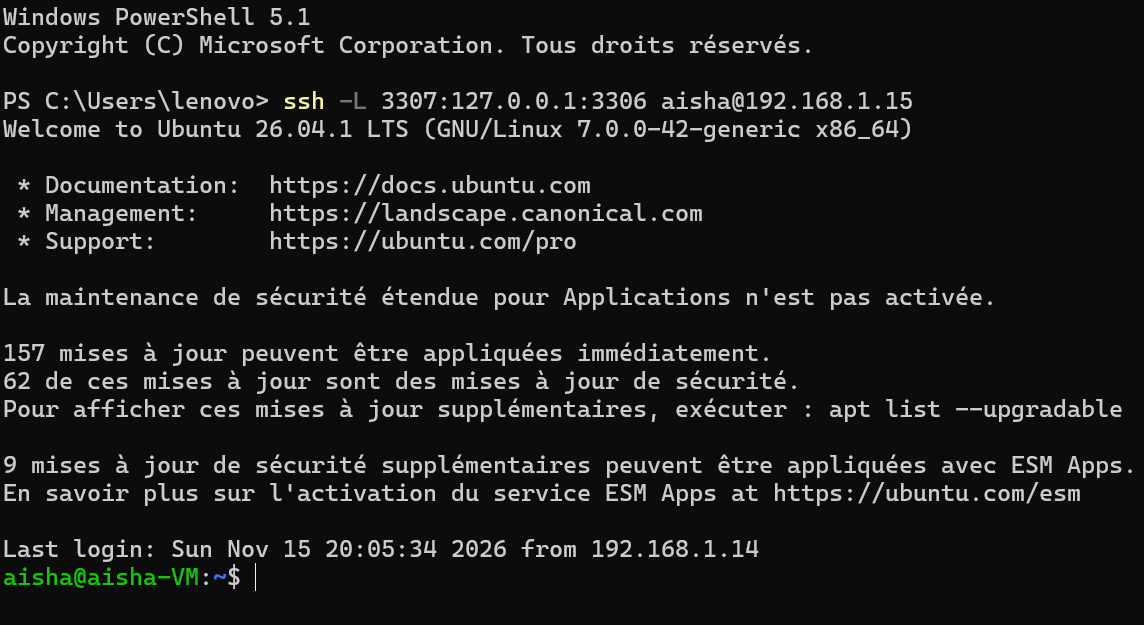 Windows PowerShell 5.1
Copyright (C) Microsoft Corporation. Tous droits réservés.
PS C:\Users\lenovo> ssh -L 3307:127.0.0.1:3306 aisha@192.168.1.15
Welcome to Ubuntu 26.04.1 LTS (GNU/Linux 7.0.0-42-generic x86_64)
* Documentation:  https://docs.ubuntu.com
* Management:     https://landscape.canonical.com
* Support:        https://ubuntu.com/pro
La maintenance de sécurité étendue pour Applications n'est pas activée.
157 mises à jour peuvent être appliquées immédiatement.
62 de ces mises à jour sont des mises à jour de sécurité.
Pour afficher ces mises à jour supplémentaires, exécuter : apt list --upgradable
9 mises à jour de sécurité supplémentaires peuvent être appliquées avec ESM Apps.
En savoir plus sur l'activation du service ESM Apps at https://ubuntu.com/esm
Last login: Sun Nov 15 20:05:34 2026 from 192.168.1.14
aisha@aisha-VM:~$